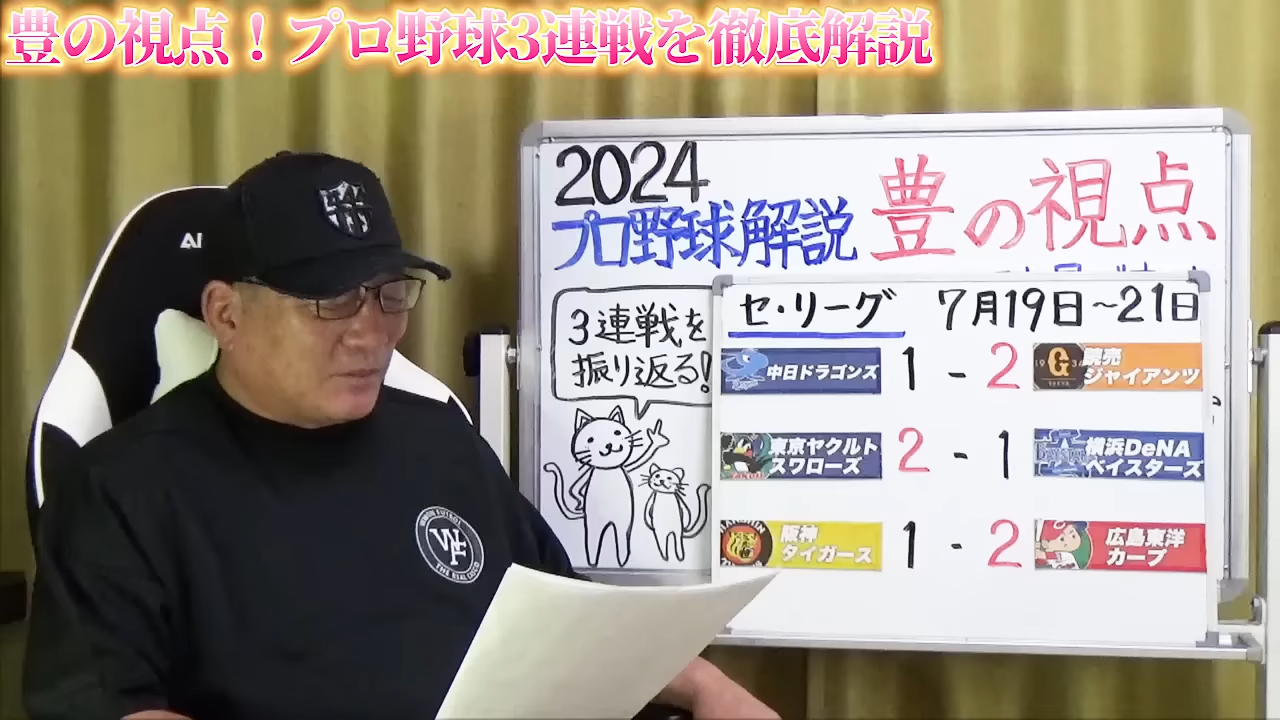 豊の視点！プロ野球3連戦を徹底解説
2024
プロ野球解説 豊の視点
3連戦を
振り返る!
セ・リーグ 7月19日～21日
中日ドラゴンズ 1 - 2 読売
ジャイアンツ
東京ヤクルト
スワローズ 2 - 1 横浜DeNA
ベイスターズ
阪神
タイガース 1 - 2 広島東洋
カープ
AI
WF